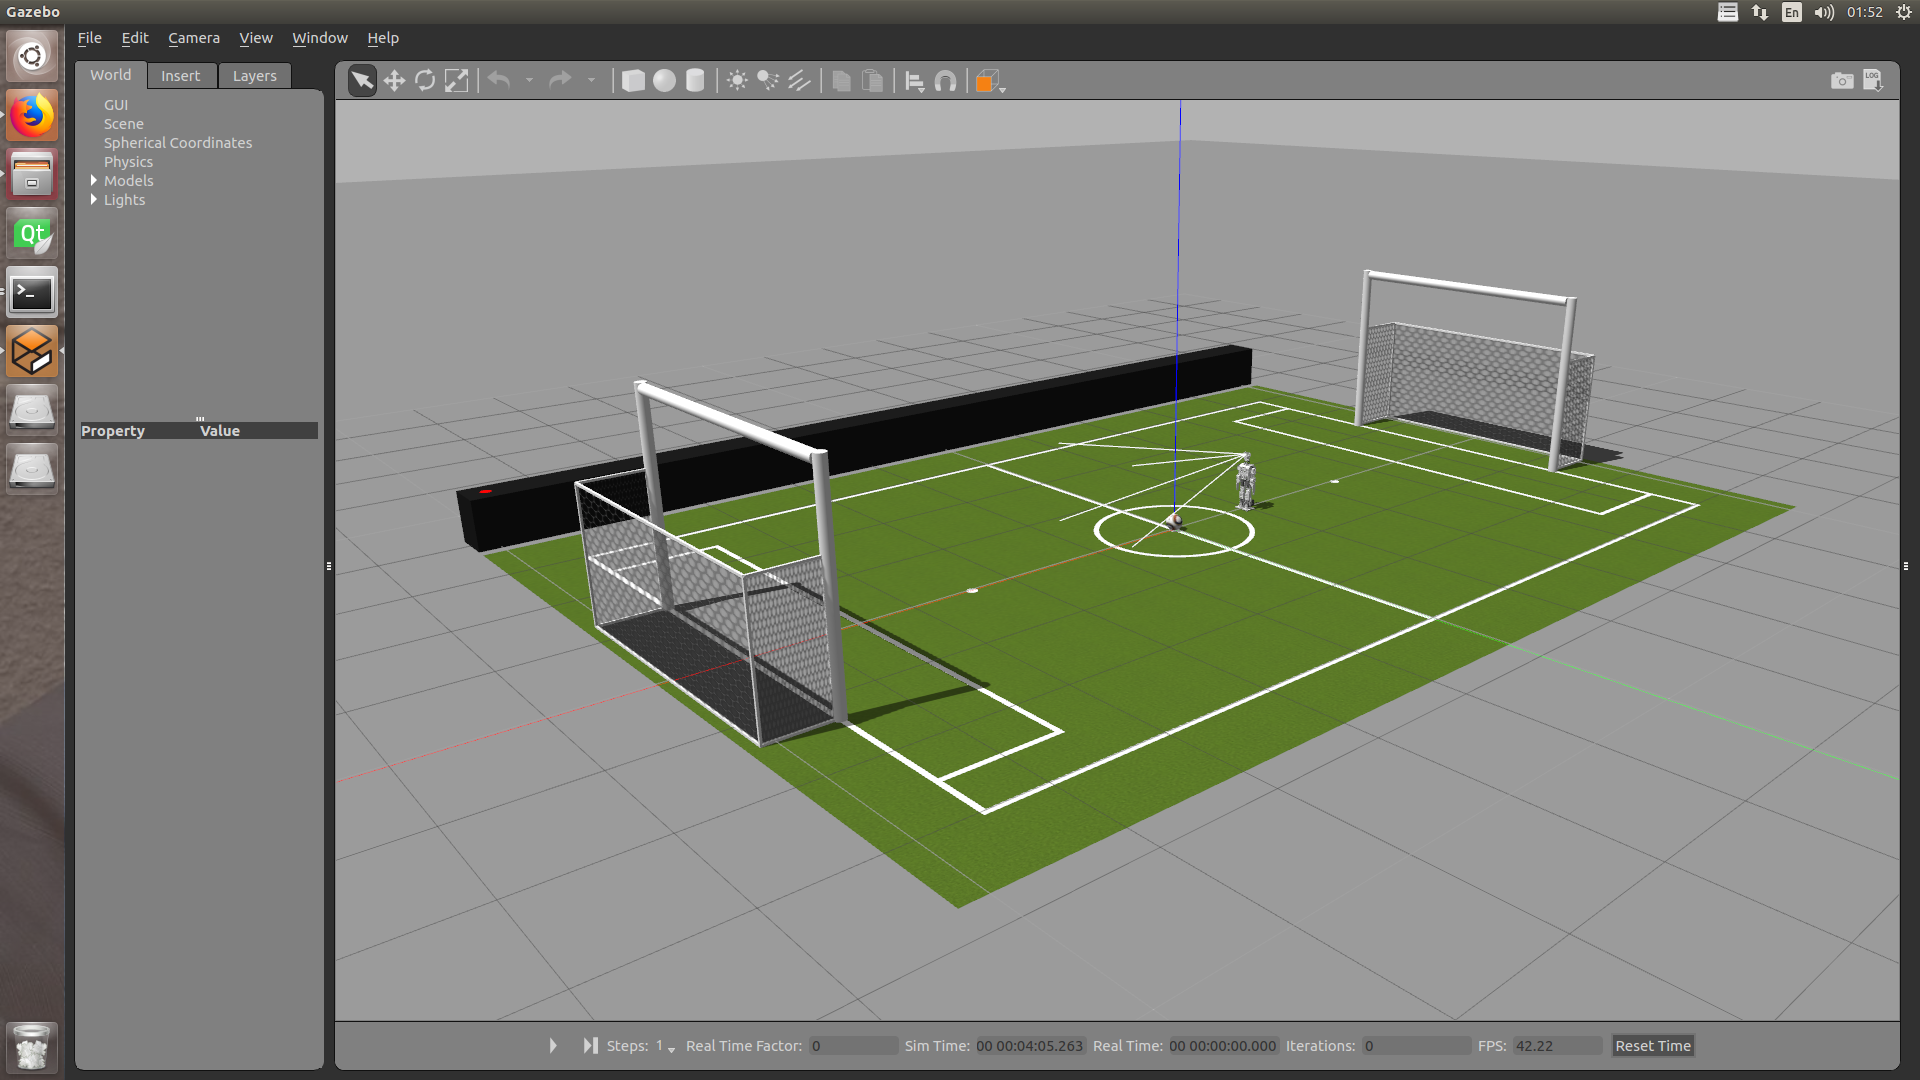 Gazebo
En
01:52
File Edit Camera View Window Help
World Insert Layers
LOG
GUI
Scene
Spherical Coordinates
Physics
Models
Lights
Property Value
Qt
>_
Steps: 1 Real Time Factor: 0 Sim Time: 00 00:04:05.263 Real Time: 00 00:00:00.000 Iterations: 0 FPS: 42.22 Reset Time